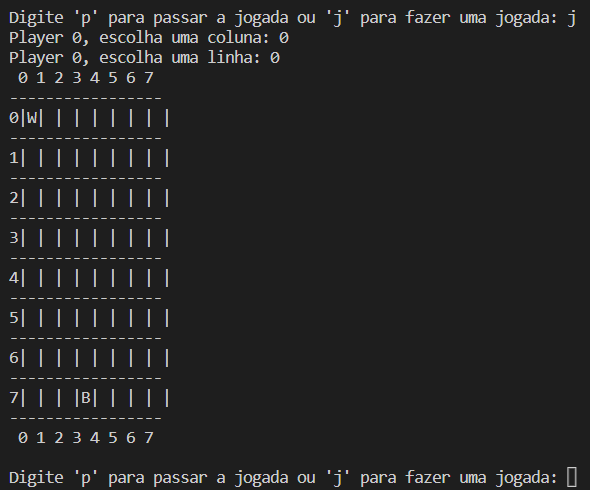 Digite 'p' para passar a jogada ou 'j' para fazer uma jogada: j
Player 0, escolha uma coluna: 0
Player 0, escolha uma linha: 0
 0 1 2 3 4 5 6 7
-----------------
0|W| | | | | | | |
-----------------
1| | | | | | | | |
-----------------
2| | | | | | | | |
-----------------
3| | | | | | | | |
-----------------
4| | | | | | | | |
-----------------
5| | | | | | | | |
-----------------
6| | | | | | | | |
-----------------
7| | | |B| | | | |
-----------------
 0 1 2 3 4 5 6 7

Digite 'p' para passar a jogada ou 'j' para fazer uma jogada: